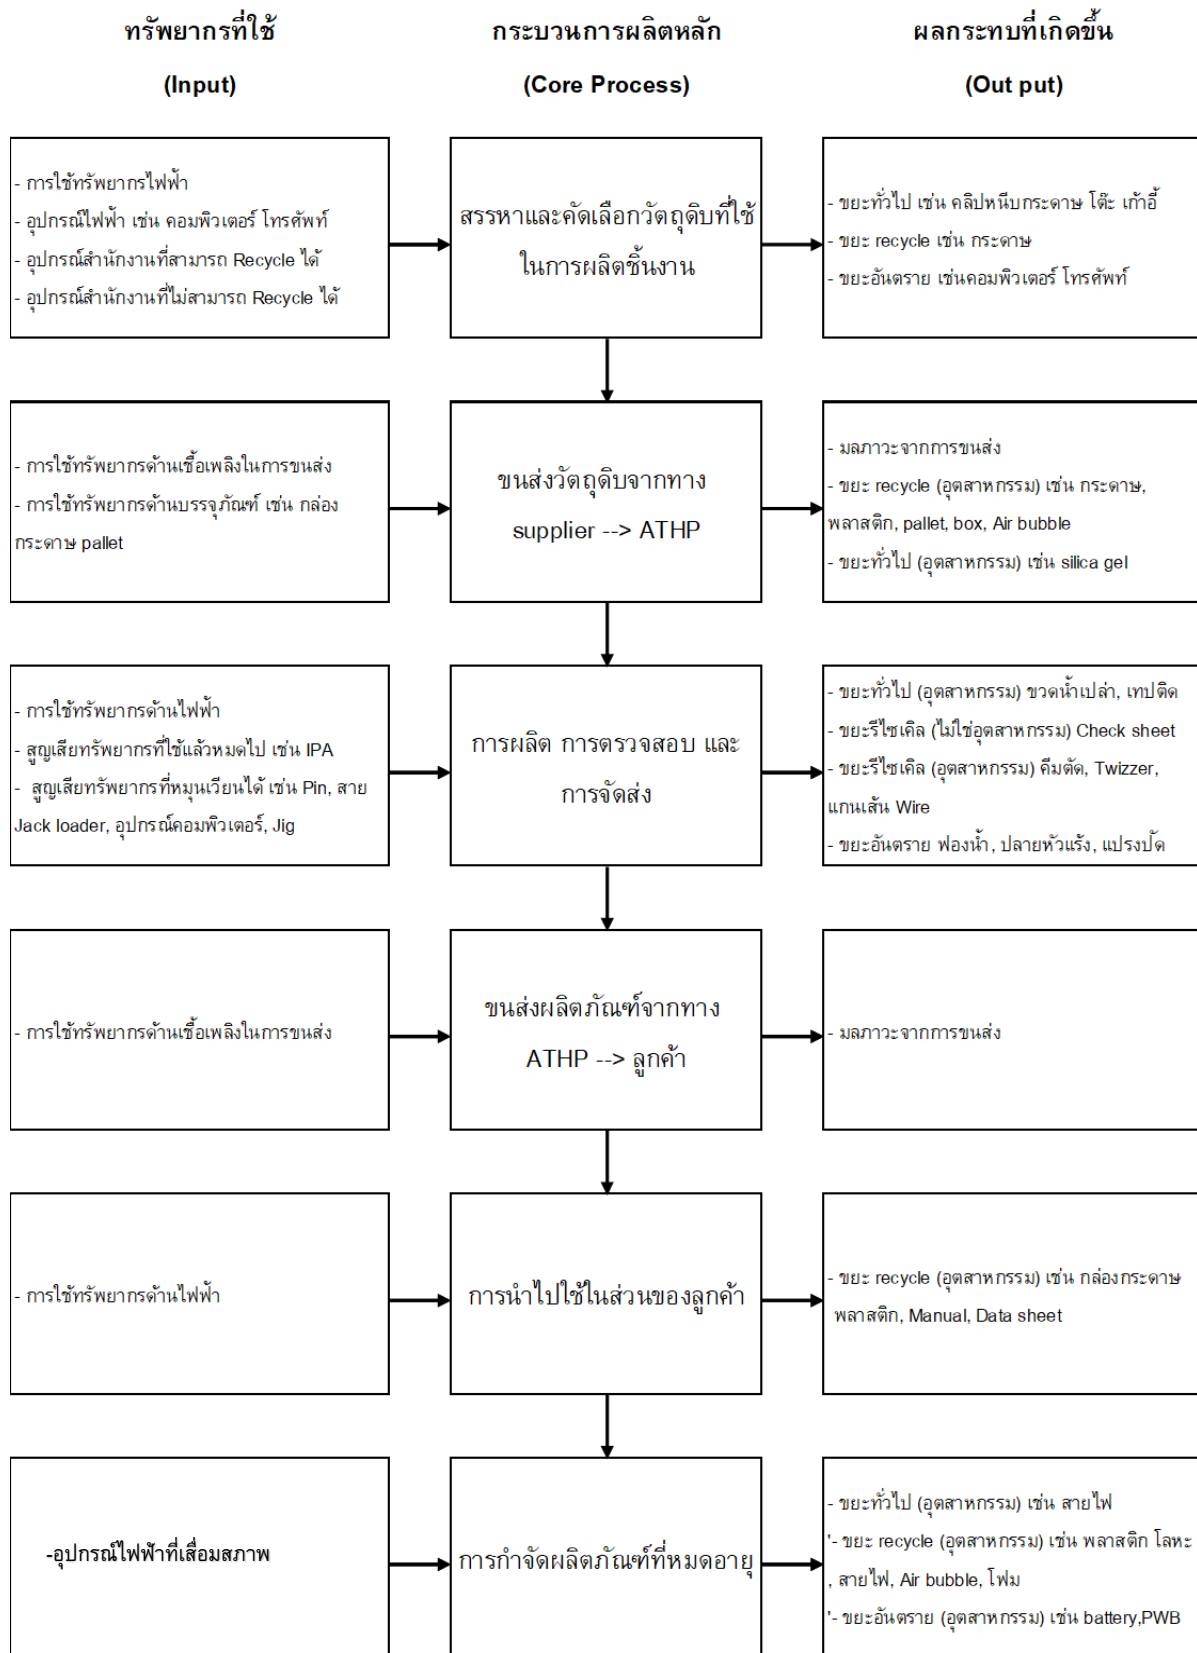 ทรัพยากรที่ใช้
(Input)
กระบวนการผลิตหลัก
(Core Process)
ผลกระทบที่เกิดขึ้น
(Out put)
- การใช้ทรัพยากรไฟฟ้า
- อุปกรณ์ไฟฟ้า เช่น คอมพิวเตอร์ โทรศัพท์
- อุปกรณ์สำนักงานที่สามารถ Recycle ได้
- อุปกรณ์สำนักงานที่ไม่สามารถ Recycle ได้
สรรหาและคัดเลือกวัตถุดิบที่ใช้
ในการผลิตชิ้นงาน
- ขยะทั่วไป เช่น คลิปหนีบกระดาษ โต๊ะ เก้าอี้
- ขยะ recycle เช่น กระดาษ
- ขยะอันตราย เช่นคอมพิวเตอร์ โทรศัพท์
- การใช้ทรัพยากรด้านเชื้อเพลิงในการขนส่ง
- การใช้ทรัพยากรด้านบรรจุภัณฑ์ เช่น กล่อง
กระดาษ pallet
ขนส่งวัตถุดิบจากทาง
supplier --> ATHP
- มลภาวะจากการขนส่ง
- ขยะ recycle (อุตสาหกรรม) เช่น กระดาษ,
พลาสติก, pallet, box, Air bubble
- ขยะทั่วไป (อุตสาหกรรม) เช่น silica gel
- การใช้ทรัพยากรด้านไฟฟ้า
- สูญเสียทรัพยากรที่ใช้แล้วหมดไป เช่น IPA
- สูญเสียทรัพยากรที่หมุนเวียนได้ เช่น Pin, สาย
Jack loader, อุปกรณ์คอมพิวเตอร์, Jig
การผลิต การตรวจสอบ และ
การจัดส่ง
- ขยะทั่วไป (อุตสาหกรรม) ขวดน้ำเปล่า, เทปติด
- ขยะรีไซเคิล (ไม่ใช่อุตสาหกรรม) Check sheet
- ขยะรีไซเคิล (อุตสาหกรรม) คีมตัด, Twizzer,
แกนเส้น Wire
- ขยะอันตราย ฟองน้ำ, ปลายหัวแร้ง, แปรงปัด
- การใช้ทรัพยากรด้านเชื้อเพลิงในการขนส่ง
ขนส่งผลิตภัณฑ์จากทาง
ATHP --> ลูกค้า
- มลภาวะจากการขนส่ง
- การใช้ทรัพยากรด้านไฟฟ้า
การนำไปใช้ในส่วนของลูกค้า
- ขยะ recycle (อุตสาหกรรม) เช่น กล่องกระดาษ
พลาสติก, Manual, Data sheet
-อุปกรณ์ไฟฟ้าที่เสื่อมสภาพ
การกำจัดผลิตภัณฑ์ที่หมดอายุ
- ขยะทั่วไป (อุตสาหกรรม) เช่น สายไฟ
'- ขยะ recycle (อุตสาหกรรม) เช่น พลาสติก โลหะ
, สายไฟ, Air bubble, โฟม
'- ขยะอันตราย (อุตสาหกรรม) เช่น battery,PWB